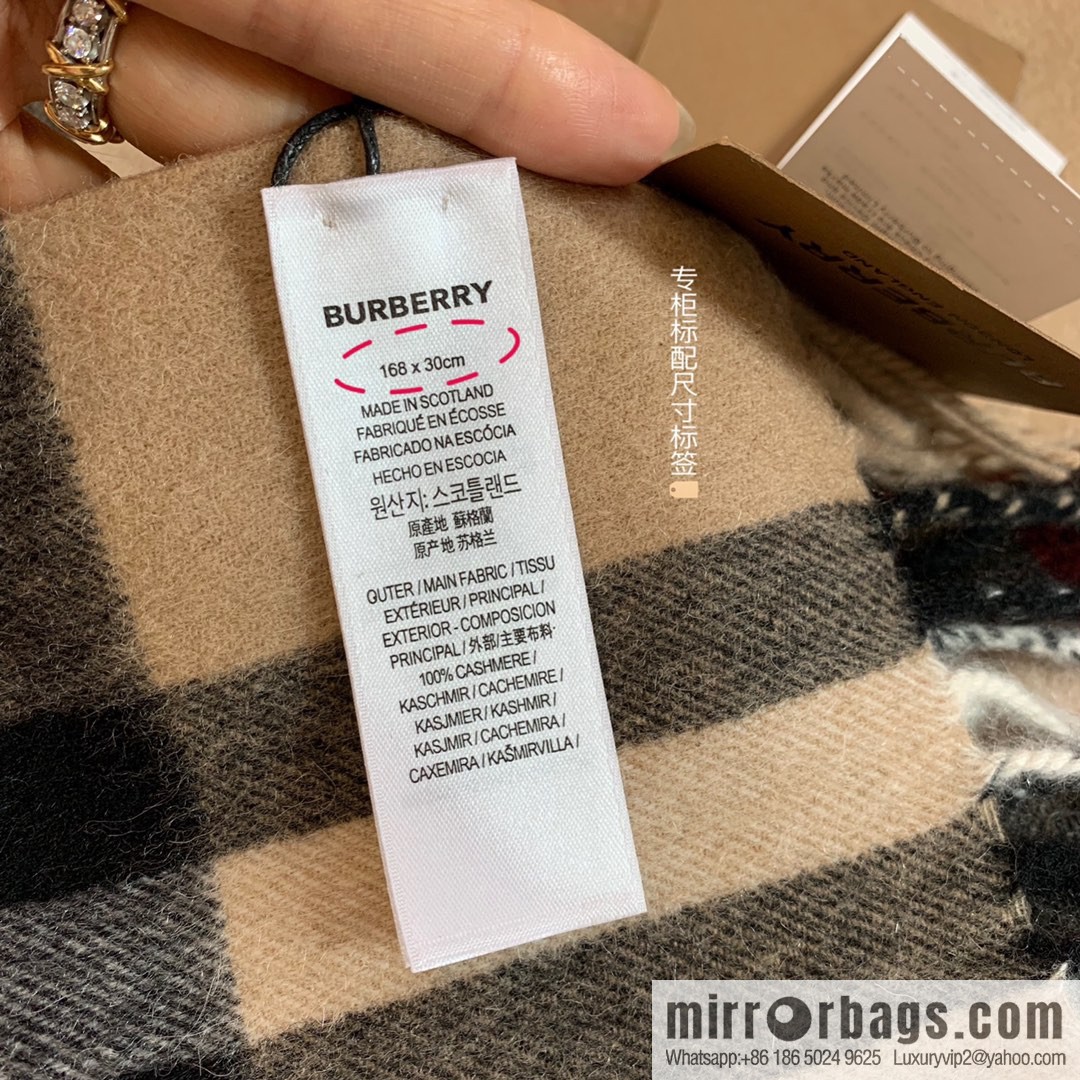 BURBERRY
168 x 30cm
MADE IN SCOTLAND
FABRIQUÉ EN ÉCOSSE
FABRICADO NA ESCÓCIA
HECHO EN ESCOCIA
원산지: 스코틀랜드
原產地 蘇格蘭
原产地 苏格兰
QUTER / MAIN FABRIC / TISSU
EXTÉRIEUR / PRINCIPAL /
EXTERIOR - COMPOSICION
PRINCIPAL / 外部/主要布料·
100% CASHMERE /
KASCHMIR / CACHEMIRE /
KASJMIER / KASHMIR /
KASJMIR / CACHEMIRA /
CAXEMIRA / KAŠMIRVILLA /
专柜标配尺寸标签
BURBERRY
LONDON ENGLAND
mirrorbags.com
Whatsapp:+86 186 5024 9625 Luxuryvip2@yahoo.com